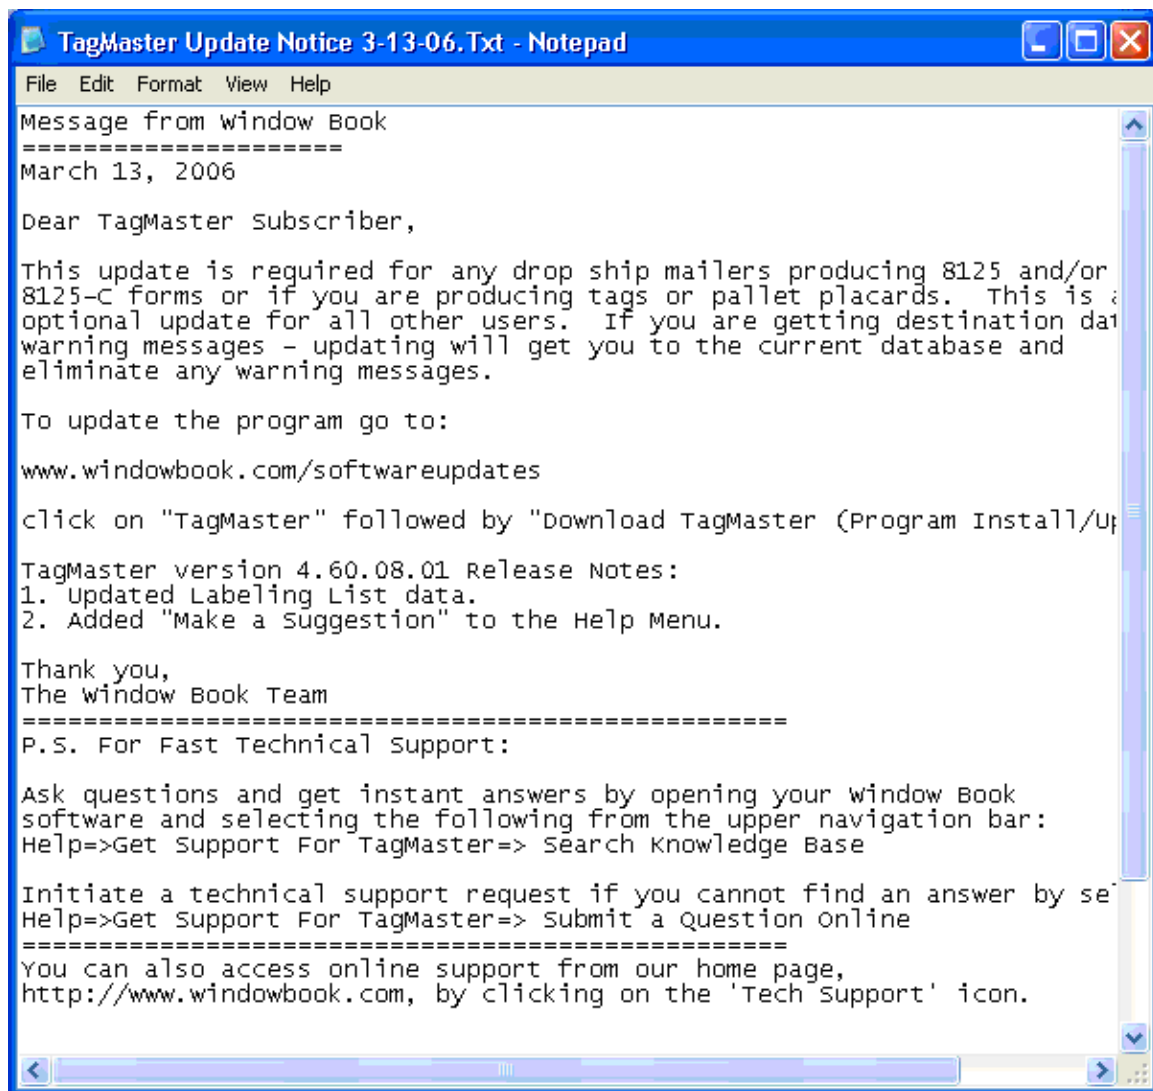 TagMaster Update Notice 3-13-06.Txt - Notepad
File Edit Format View Help
Message from Window Book
=====================
March 13, 2006
Dear TagMaster Subscriber,
This update is required for any drop ship mailers producing 8125 and/or
8125-C forms or if you are producing tags or pallet placards.  This is
optional update for all other users.  If you are getting destination
warning messages – updating will get you to the current database and
eliminate any warning messages.
To update the program go to:
www.windowbook.com/softwareupdates
click on "TagMaster" followed by "Download TagMaster (Program Install/
TagMaster version 4.60.08.01 Release Notes:
1. Updated Labeling List data.
2. Added "Make a Suggestion" to the Help Menu.
Thank you,
The Window Book Team
==================================================
P.S. For Fast Technical Support:
Ask questions and get instant answers by opening your Window Book
software and selecting the following from the upper navigation bar:
Help=>Get Support For TagMaster=> Search Knowledge Base
Initiate a technical support request if you cannot find an answer by
Help=>Get Support For TagMaster=> Submit a Question Online
==================================================
You can also access online support from our home page,
http://www.windowbook.com, by clicking on the 'Tech Support' icon.